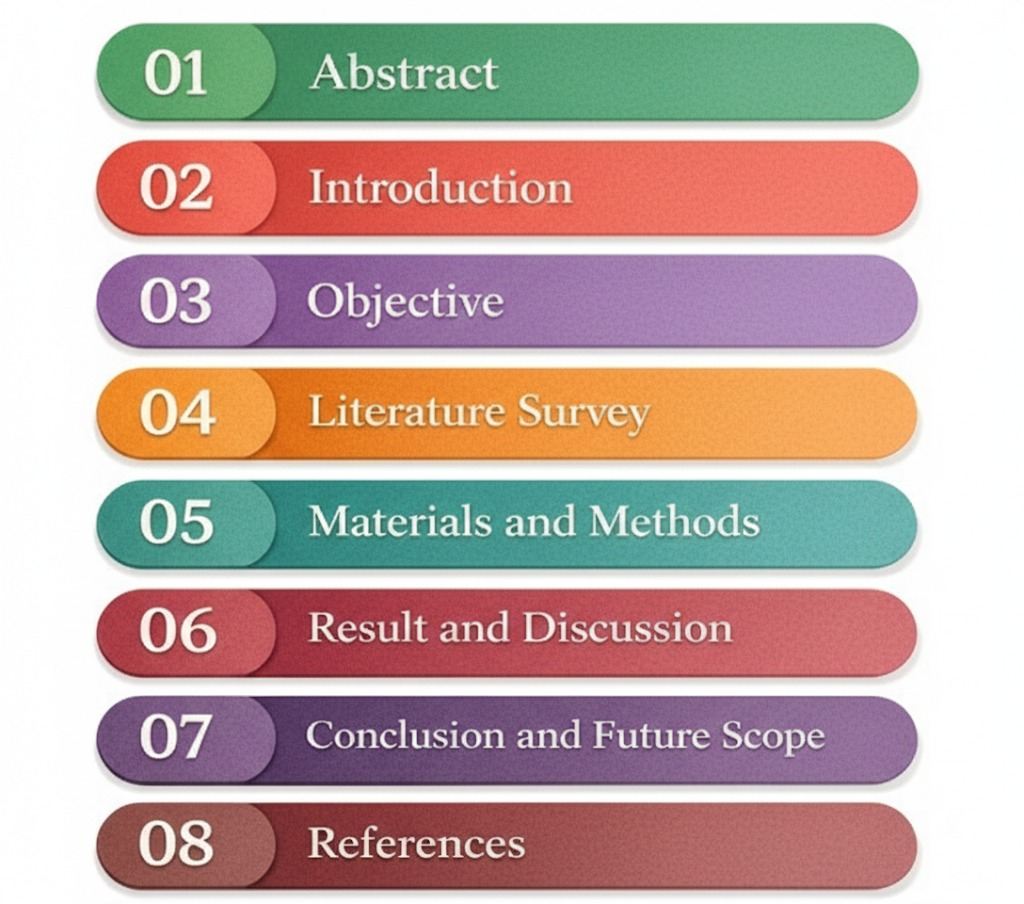 01 Abstract
02 Introduction
03 Objective
04 Literature Survey
05 Materials and Methods
06 Result and Discussion
07 Conclusion and Future Scope
08 References